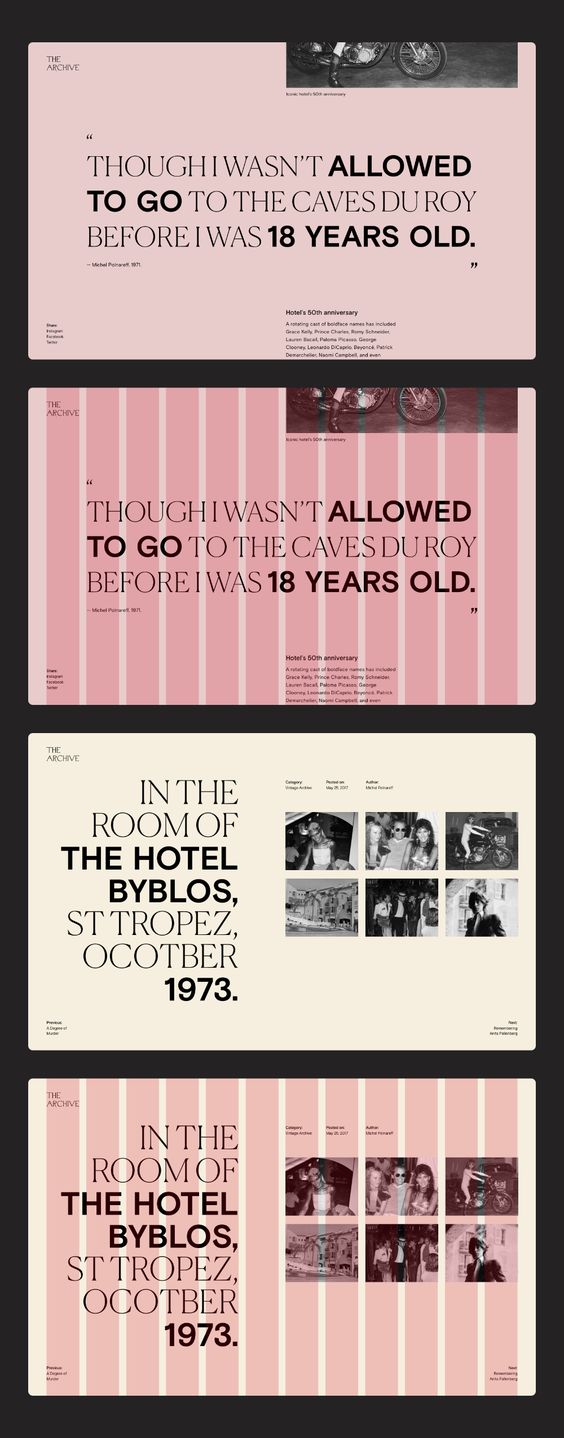 THE
ARCHIVE
Iconic hotel's 50th anniversary
“
THOUGH I WASN'T ALLOWED
TO GO TO THE CAVES DU ROY
BEFORE I WAS 18 YEARS OLD.
— Michel Polnareff, 1971.
”
Hotel's 50th anniversary
A rotating cast of boldface names has included
Grace Kelly, Prince Charles, Romy Schneider,
Lauren Bacall, Paloma Picasso, George
Clooney, Leonardo DiCaprio, Beyoncé, Patrick
Demarchelier, Naomi Campbell, and even
Share:
Instagram
Facebook
Twitter
THE
ARCHIVE
Iconic hotel's 50th anniversary
“
THOUGH I WASN'T ALLOWED
TO GO TO THE CAVES DU ROY
BEFORE I WAS 18 YEARS OLD.
— Michel Polnareff, 1971.
”
Hotel's 50th anniversary
A rotating cast of boldface names has included
Grace Kelly, Prince Charles, Romy Schneider,
Lauren Bacall, Paloma Picasso, George
Clooney, Leonardo DiCaprio, Beyoncé, Patrick
Demarchelier, Naomi Campbell, and even
Share:
Instagram
Facebook
Twitter
THE
ARCHIVE
IN THE
ROOM OF
THE HOTEL
BYBLOS,
ST TROPEZ,
OCOTBER
1973.
Category: Posted on: Author:
Vintage Archive May 25, 2017 Michel Polnareff
Previous:
A Degree of
Murder
Next:
Remembering
Anita Pallenberg
THE
ARCHIVE
IN THE
ROOM OF
THE HOTEL
BYBLOS,
ST TROPEZ,
OCOTBER
1973.
Category: Posted on: Author:
Vintage Archive May 25, 2017 Michel Polnareff
Previous:
A Degree of
Murder
Next:
Remembering
Anita Pallenberg